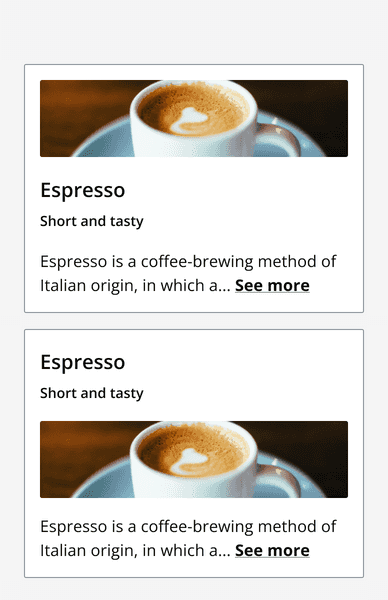 Espresso
Short and tasty
Espresso is a coffee-brewing method of
Italian origin, in which a... See more
Espresso
Short and tasty
Espresso is a coffee-brewing method of
Italian origin, in which a... See more